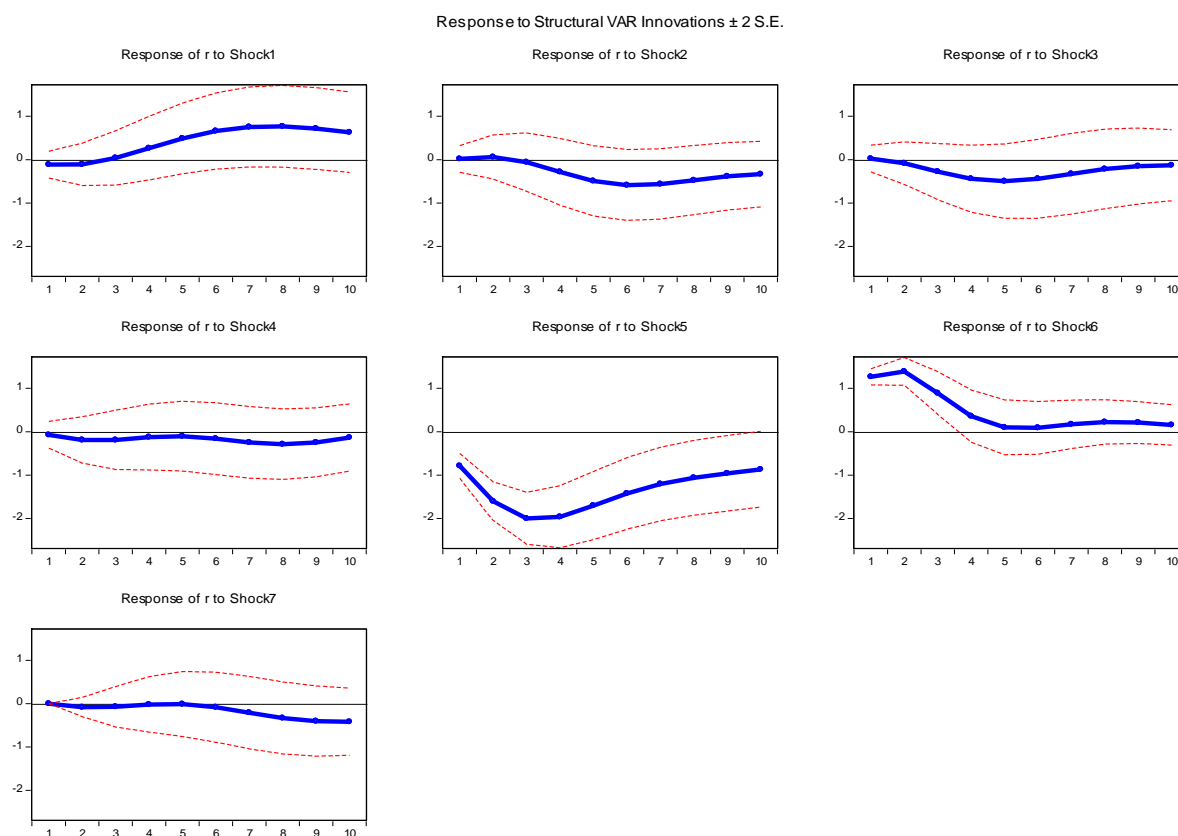 Response to Structural VAR Innovations ± 2 S.E.
Response of r to Shock1
1
0
-1
-2
1 2 3 4 5 6 7 8 9 10
Response of r to Shock2
1
0
-1
-2
1 2 3 4 5 6 7 8 9 10
Response of r to Shock3
1
0
-1
-2
1 2 3 4 5 6 7 8 9 10
Response of r to Shock4
1
0
-1
-2
1 2 3 4 5 6 7 8 9 10
Response of r to Shock5
1
0
-1
-2
1 2 3 4 5 6 7 8 9 10
Response of r to Shock6
1
0
-1
-2
1 2 3 4 5 6 7 8 9 10
Response of r to Shock7
1
0
-1
-2
1 2 3 4 5 6 7 8 9 10